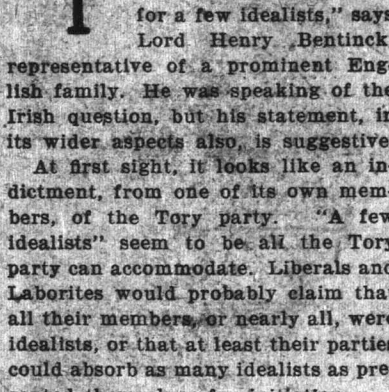 for a few idealists," says
Lord Henry Bentinck,
representative of a prominent Eng-
lish family. He was speaking of the
Irish question, but his statement, in
its wider aspects also, is suggestive
At first sight, it looks like an in-
dictment, from one of its own mem-
bers, of the Tory party. "A few
idealists" seem to be all the Tory
party can accommodate. Liberals and
Laborites would probably claim that
all their members, or nearly all, were
idealists, or that at least their parties
could absorb as many idealists as pre-